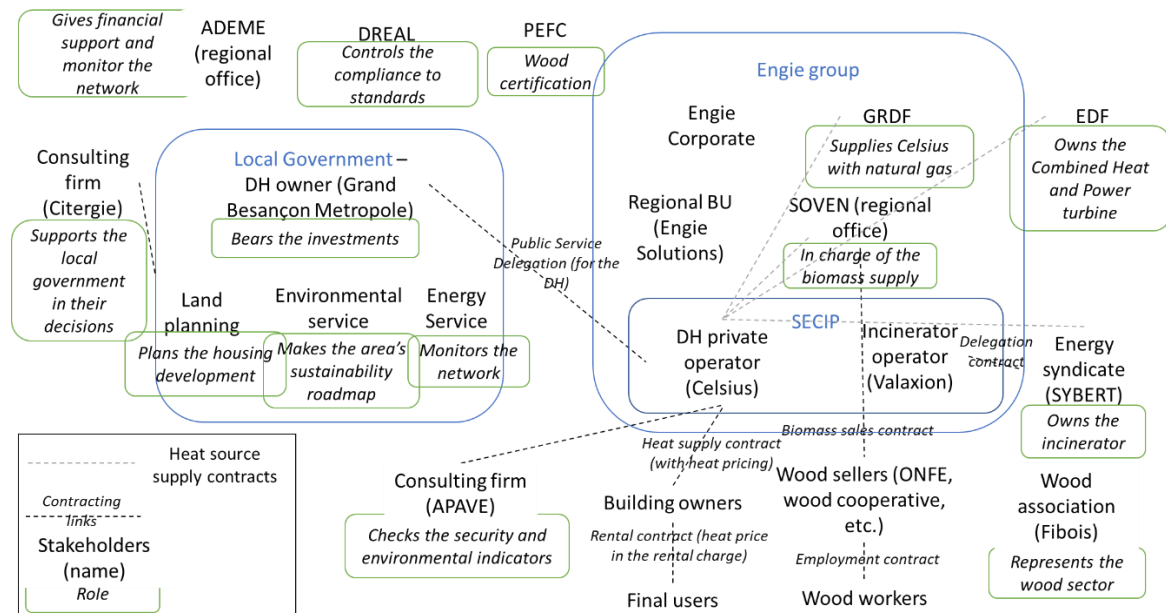 Gives financial
support and
monitor the
network
ADEME
(regional
office)
DREAL
Controls the
compliance to
standards
PEFC
Wood
certification
Engie group
Engie
Corporate
GRDF
Supplies Celsius
with natural gas
EDF
Owns the
Combined Heat
and Power
turbine
Consulting
firm
(Citergie)
Supports the
local
government
in their
decisions
Local Government –
DH owner (Grand
Besançon Metropole)
Bears the investments
Land
planning
Plans the housing
development
Environmental
service
Makes the area's
sustainability
roadmap
Energy
Service
Monitors the
network
Public Service
Delegation (for the
DH)
Regional BU
(Engie
Solutions)
SOVEN (regional
office)
In charge of the
biomass supply
SECIP
DH private
operator
(Celsius)
Incinerator
operator
(Valaxion)
Delegation
contract
Energy
syndicate
(SYBERT)
Owns the
incinerator
Heat source
supply contracts
Contracting
links
Stakeholders
(name)
Role
Consulting firm
(APAVE)
Checks the security and
environmental indicators
Heat supply contract
(with heat pricing)
Building owners
Rental contract (heat price
in the rental charge)
Final users
Biomass sales contract
Wood sellers (ONFE,
wood cooperative,
etc.)
Employment contract
Wood workers
Wood
association
(Fibois)
Represents the
wood sector